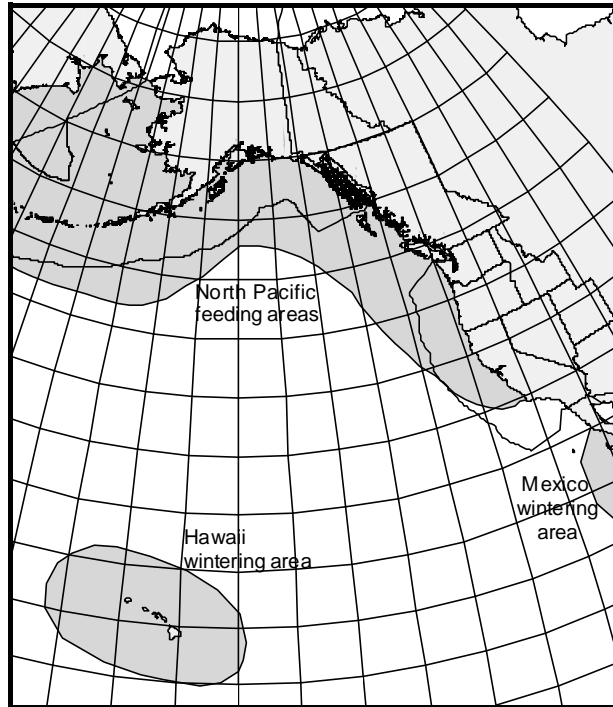 North Pacific
feeding areas
Mexico
wintering
area
Hawaii
wintering area